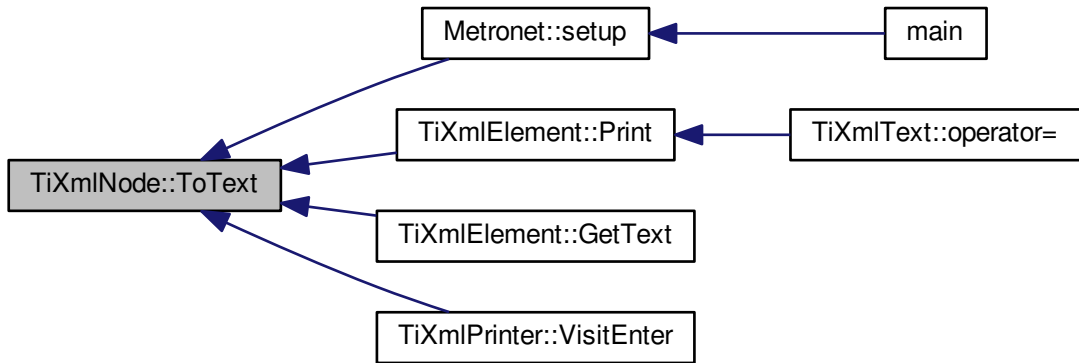 Metronet::setup
main
TiXmlElement::Print
TiXmlText::operator=
TiXmlNode::ToText
TiXmlElement::GetText
TiXmlPrinter::VisitEnter